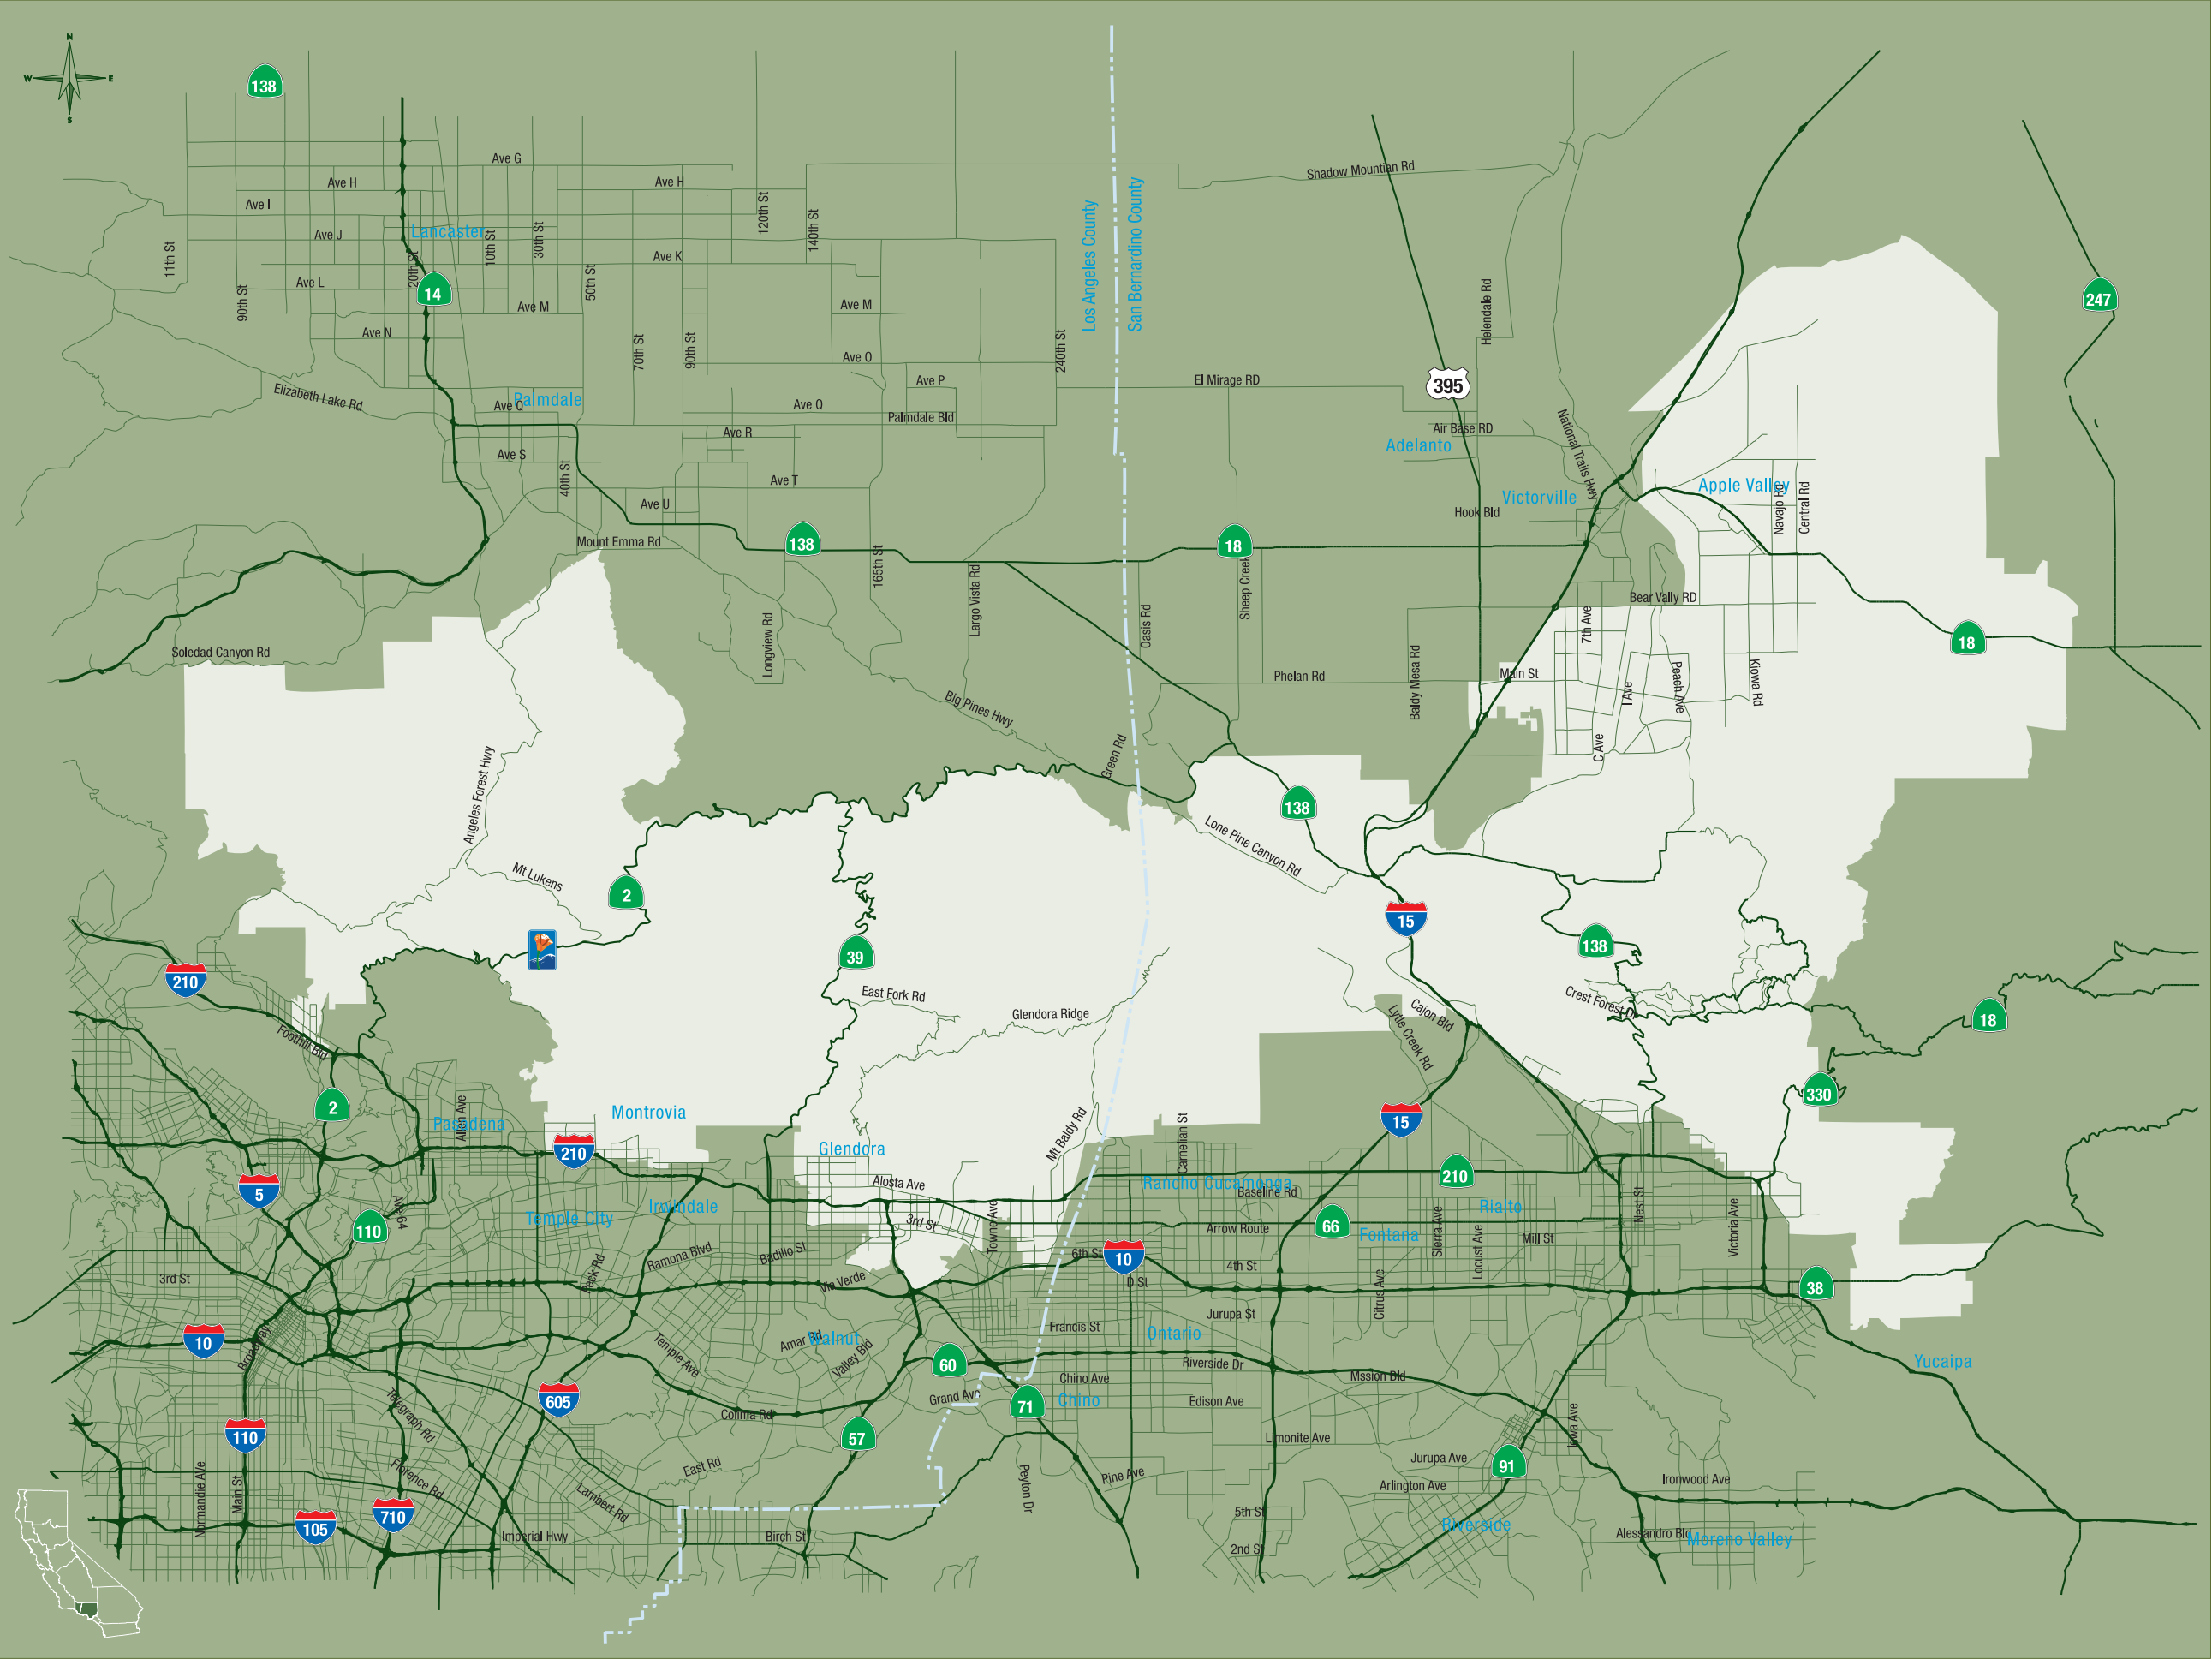 N
W
E
S
138
Ave G
Shadow Mountian Rd
Ave H
Ave H
Ave I
120th St
Los Angeles County
San Bernardino County
Ave J
Lancaster
10th St
30th St
140th St
11th St
Ave K
20th St
90th St
Ave L
14
50th St
Ave M
Ave M
247
Helendale Rd
Ave N
70th St
90th St
Ave O
240th St
Elizabeth Lake Rd
Palmdale
Ave P
El Mirage RD
395
Ave Q
Ave Q
Palmdale Bld
Ave R
Air Base RD
Adelanto
National Trails Hwy
Ave S
40th St
Ave T
Victorville
Apple Valley
Navajo Rd
Central Rd
Ave U
Hook Bld
Mount Emma Rd
138
165th St
18
Sheep Creek
Largo Vista Rd
Longview Rd
Oasis Rd
Bear Vally RD
7th Ave
18
Soledad Canyon Rd
Baldy Mesa Rd
Phelan Rd
Main St
I Ave
Peach Ave
Kiowa Rd
Big Pines Hwy
Green Rd
C Ave
Angeles Forest Hwy
138
Lone Pine Canyon Rd
Mt Lukens
2
15
138
39
210
East Fork Rd
Glendora Ridge
Cajon Bld
Lytle Creek Rd
Crest Forest Dr
18
Foothill Bld
2
330
Allen Ave
Pasadena
Montrovia
15
Glendora
Mt Baldy Rd
Carnelian St
210
5
Alosta Ave
Rancho Cucamonga
Baseline Rd
210
Rialto
Nest St
Ave 64
110
Temple City
Irwindale
3rd St
Towne Ave
Arrow Route
66
Fontana
Sierra Ave
Locust Ave
Mill St
Victoria Ave
3rd St
Reck Rd
Ramona Blvd
Badillo St
Via Verde
6th St
10
D St
4th St
Citrus Ave
38
10
Broadway
Temple Ave
Amar Rd
Walnut
Valley Bld
Francis St
Jurupa St
Ontario
60
Riverside Dr
Mssion Bld
Yucaipa
Chino Ave
605
Telegraph Rd
Grand Ave
71
Chino
Edison Ave
Colima Rd
57
110
Limonite Ave
Iowa Ave
Normandie Ave
Main St
Florence Rd
East Rd
Lambert Rd
Peyton Dr
Pine Ave
Jurupa Ave
91
Arlington Ave
Ironwood Ave
105
710
Imperial Hwy
Birch St
5th St
2nd St
Riverside
Alessandro Bld
Moreno Valley